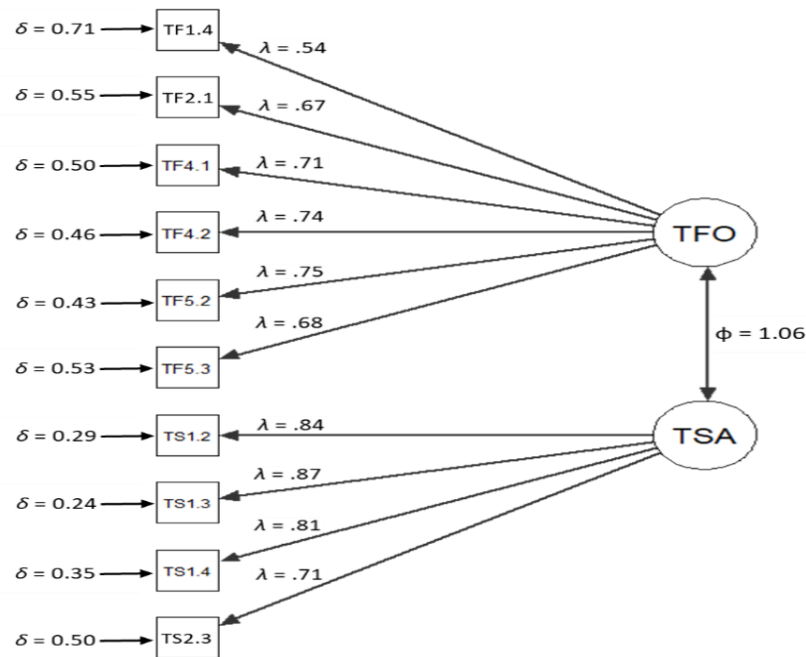 δ = 0.71 TF1.4 λ = .54
δ = 0.55 TF2.1 λ = .67
δ = 0.50 TF4.1 λ = .71
δ = 0.46 TF4.2 λ = .74
TFO
δ = 0.43 TF5.2 λ = .75
δ = 0.53 TF5.3 λ = .68
ϕ = 1.06
δ = 0.29 TS1.2 λ = .84
TSA
δ = 0.24 TS1.3 λ = .87
δ = 0.35 TS1.4 λ = .81
δ = 0.50 TS2.3 λ = .71